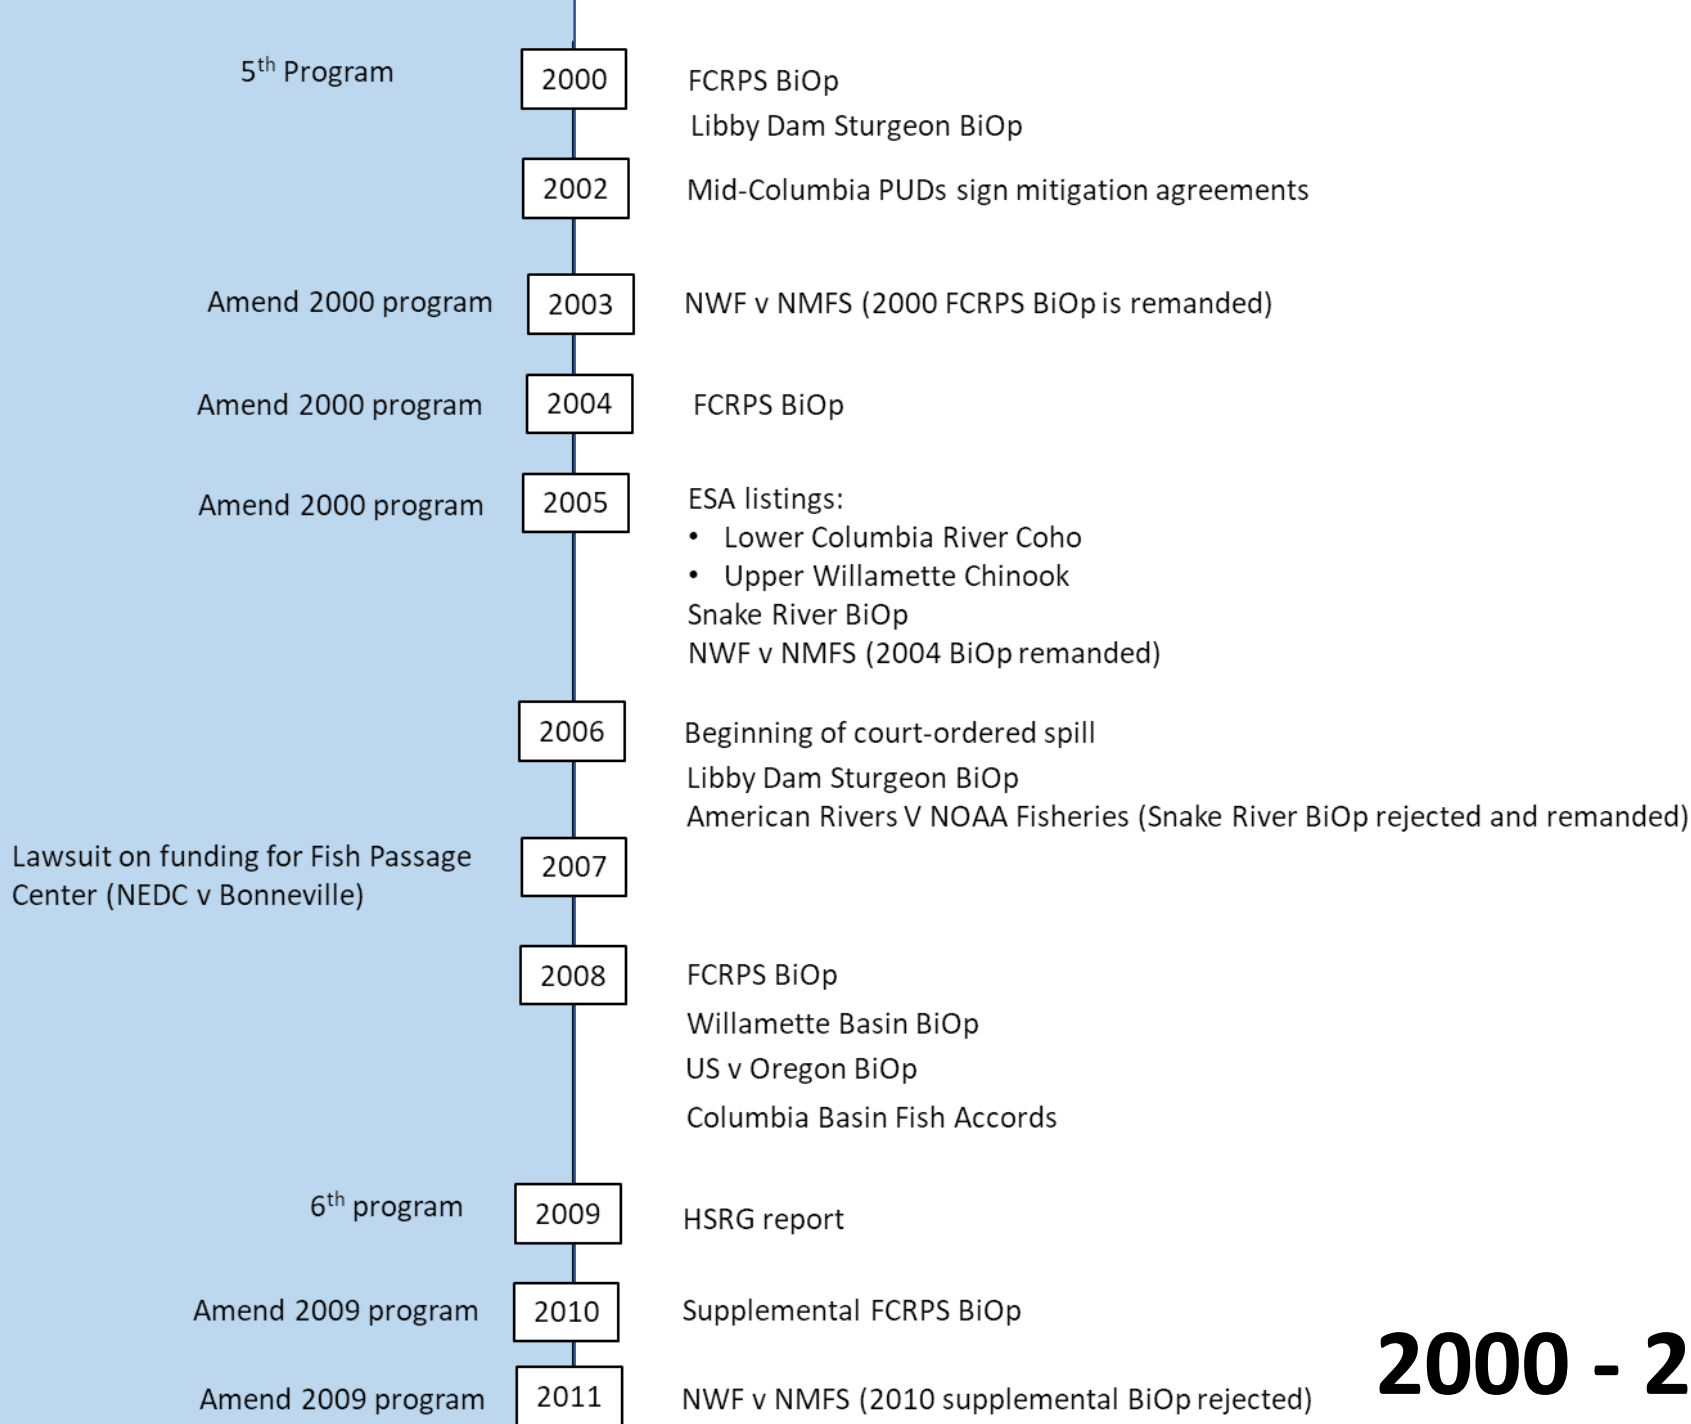 5th Program
2000
FCRPS BiOp
Libby Dam Sturgeon BiOp
2002
Mid-Columbia PUDs sign mitigation agreements
Amend 2000 program
2003
NWF v NMFS (2000 FCRPS BiOp is remanded)
Amend 2000 program
2004
FCRPS BiOp
Amend 2000 program
2005
ESA listings:
• Lower Columbia River Coho
• Upper Willamette Chinook
Snake River BiOp
NWF v NMFS (2004 BiOp remanded)
2006
Beginning of court-ordered spill
Libby Dam Sturgeon BiOp
American Rivers V NOAA Fisheries (Snake River BiOp rejected and remanded)
Lawsuit on funding for Fish Passage
Center (NEDC v Bonneville)
2007
2008
FCRPS BiOp
Willamette Basin BiOp
US v Oregon BiOp
Columbia Basin Fish Accords
6th program
2009
HSRG report
Amend 2009 program
2010
Supplemental FCRPS BiOp
Amend 2009 program
2011
NWF v NMFS (2010 supplemental BiOp rejected)
2000 - 2